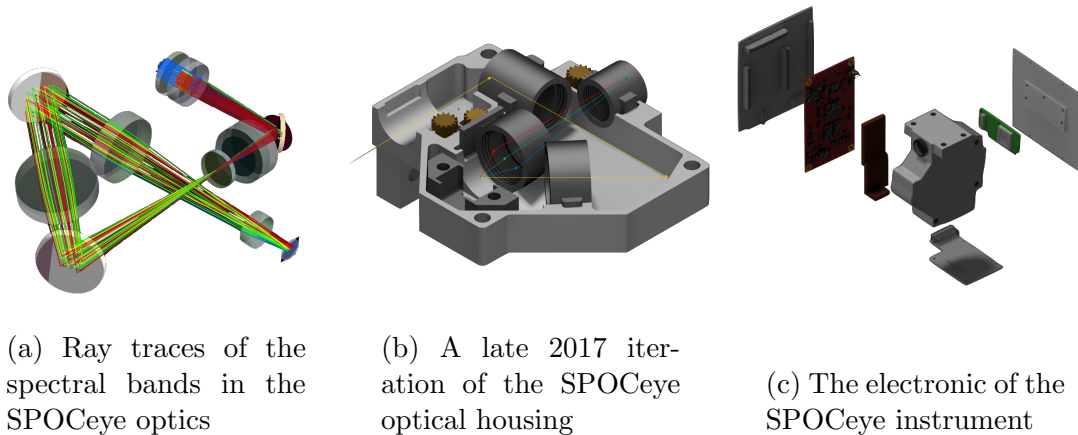 (a) Ray traces of the
spectral bands in the
SPOCeye optics
(b) A late 2017 iter-
ation of the SPOCeye
optical housing
(c) The electronic of the
SPOCeye instrument